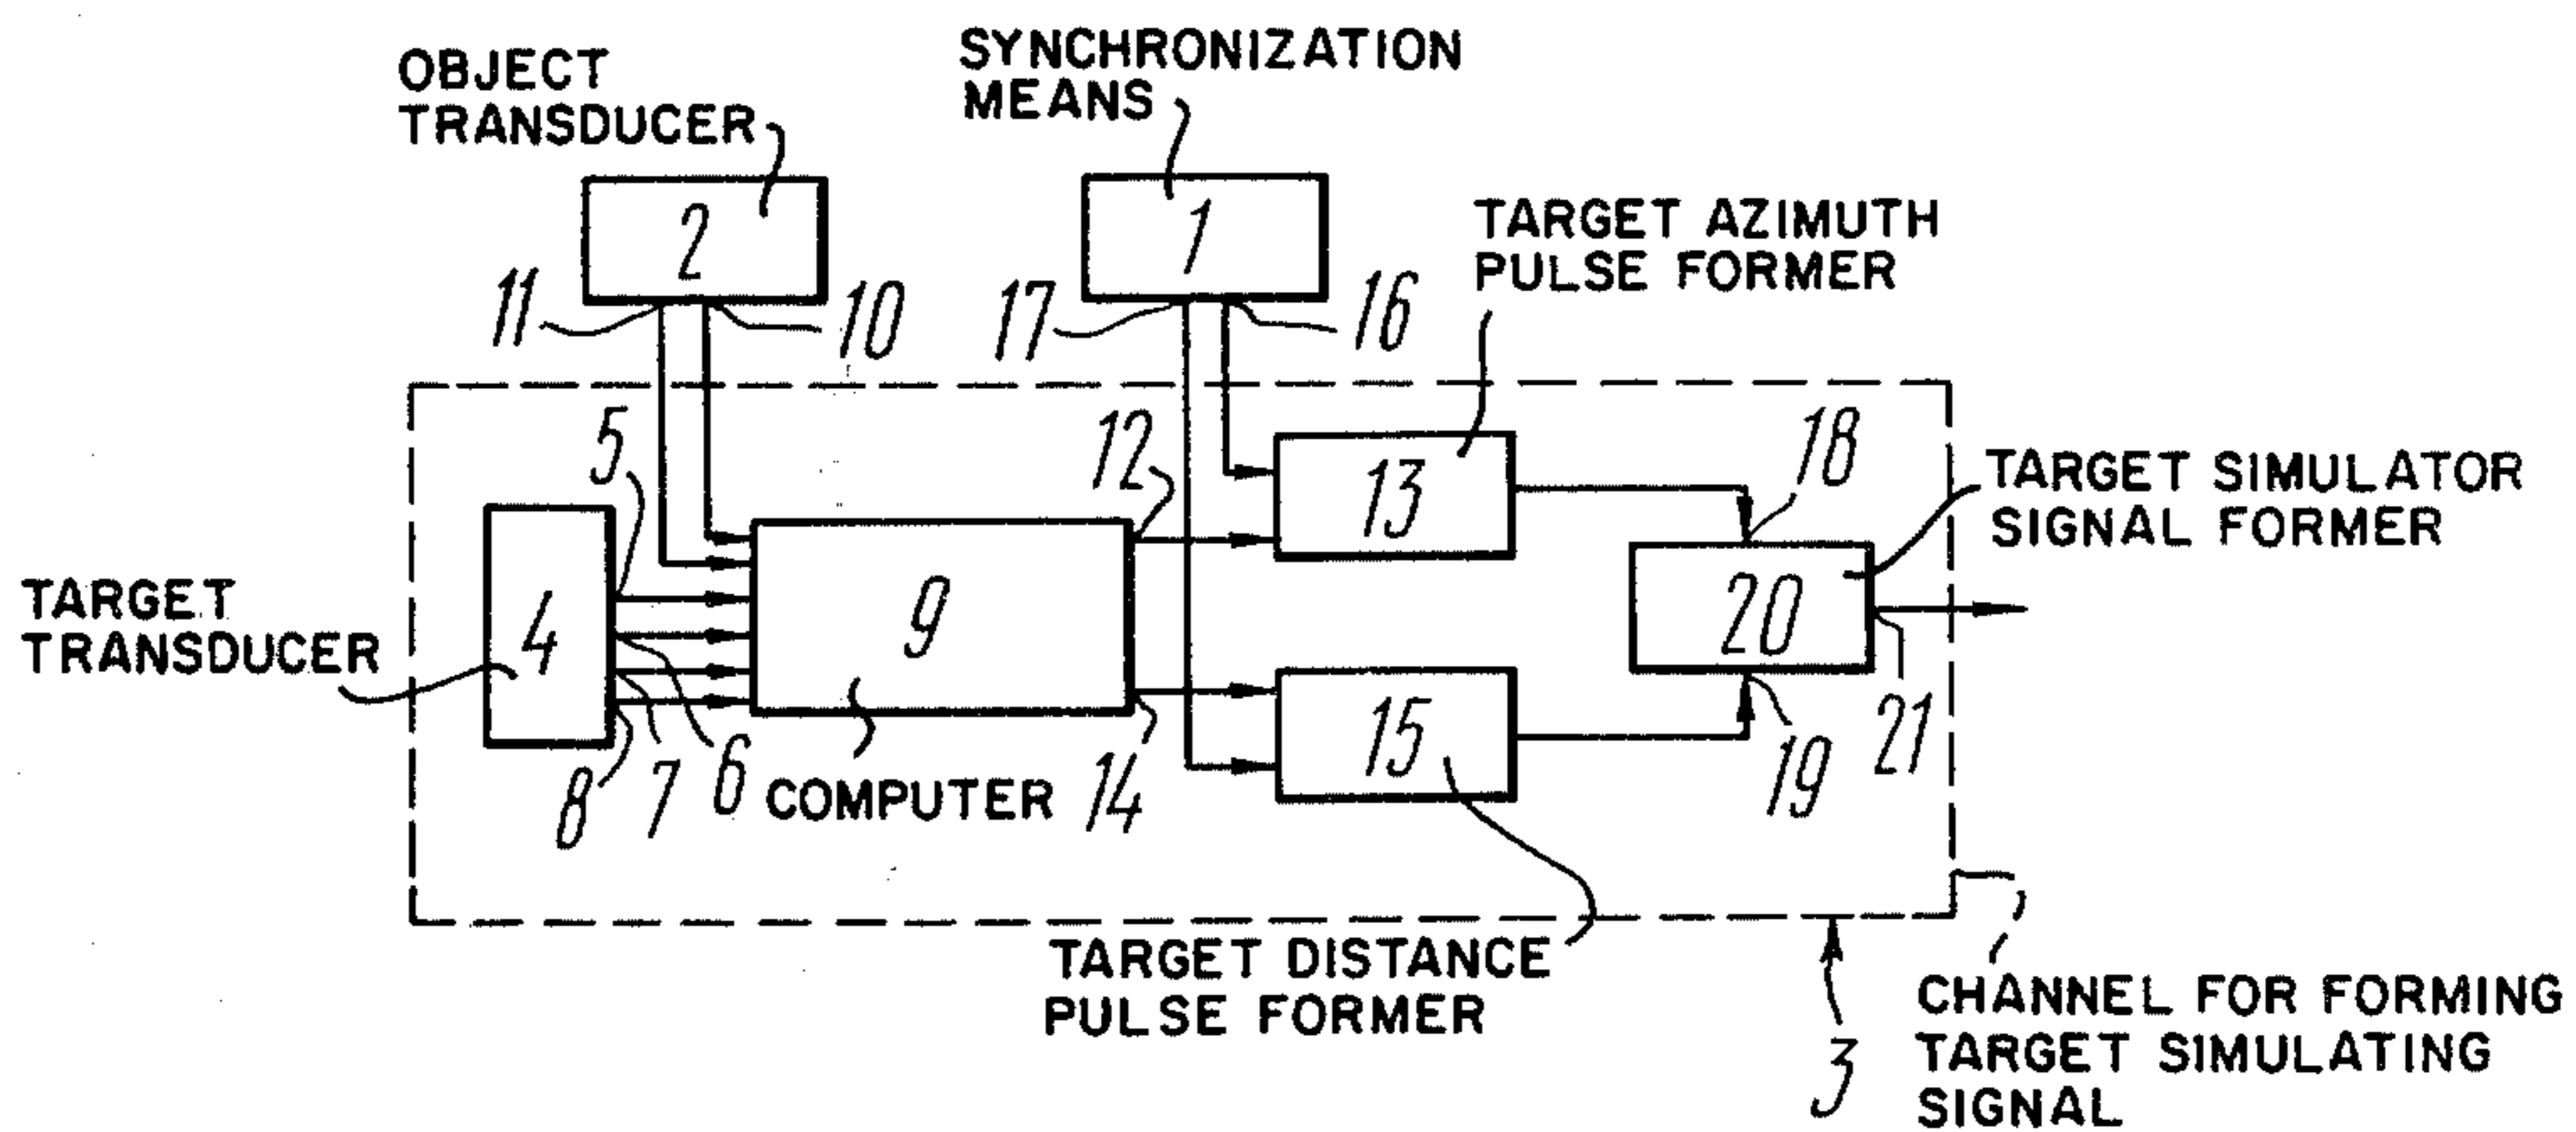 OBJECT
TRANSDUCER
SYNCHRONIZATION
MEANS
2
1
TARGET AZIMUTH
PULSE FORMER
11
10
17
16
5
12
13
18
TARGET SIMULATOR
SIGNAL FORMER
TARGET
TRANSDUCER
4
9
20
15
6
7
8
COMPUTER
14
19
21
TARGET DISTANCE
PULSE FORMER
3
CHANNEL FOR FORMING
TARGET SIMULATING
SIGNAL